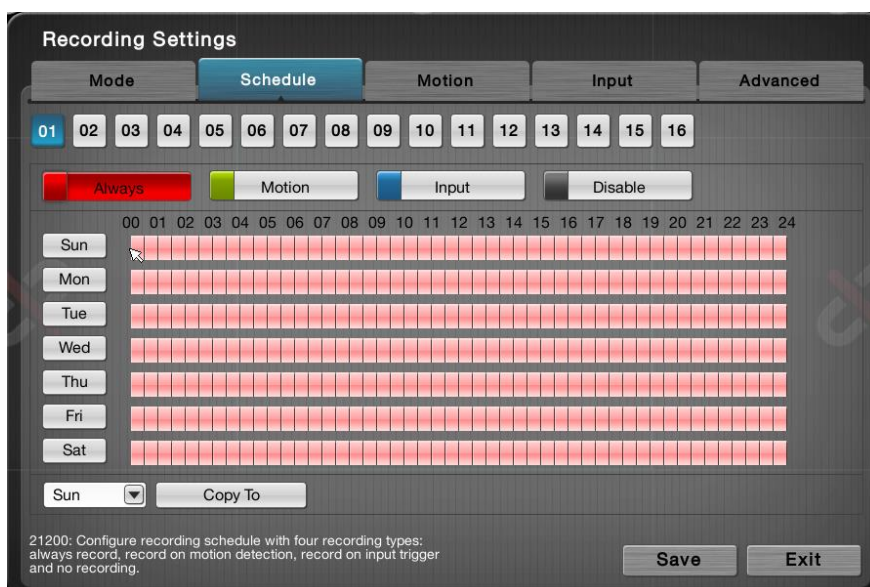 Recording Settings
Mode Schedule Motion Input Advanced
01 02 03 04 05 06 07 08 09 10 11 12 13 14 15 16
Always Motion Input Disable
00 01 02 03 04 05 06 07 08 09 10 11 12 13 14 15 16 17 18 19 20 21 22 23 24
Sun
Mon
Tue
Wed
Thu
Fri
Sat
Sun Copy To
21200: Configure recording schedule with four recording types:
always record, record on motion detection, record on input trigger
and no recording.
Save Exit